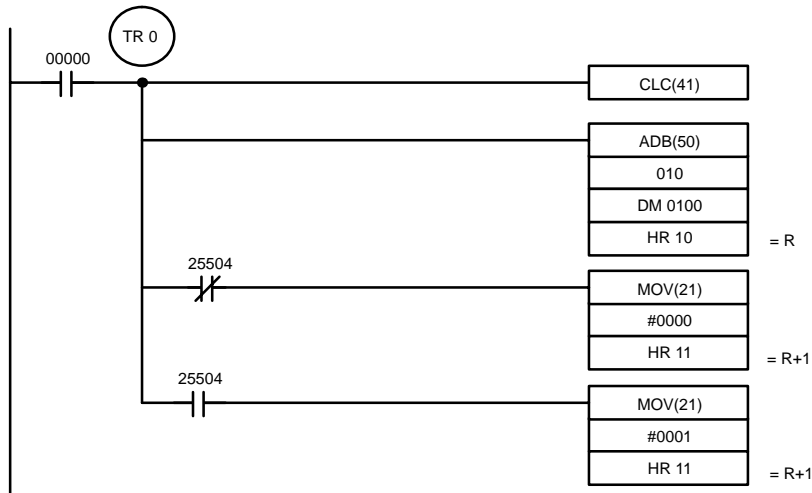 TR 0
00000
CLC(41)
ADB(50)
010
DM 0100
HR 10 = R
25504
MOV(21)
#0000
HR 11 = R+1
25504
MOV(21)
#0001
HR 11 = R+1